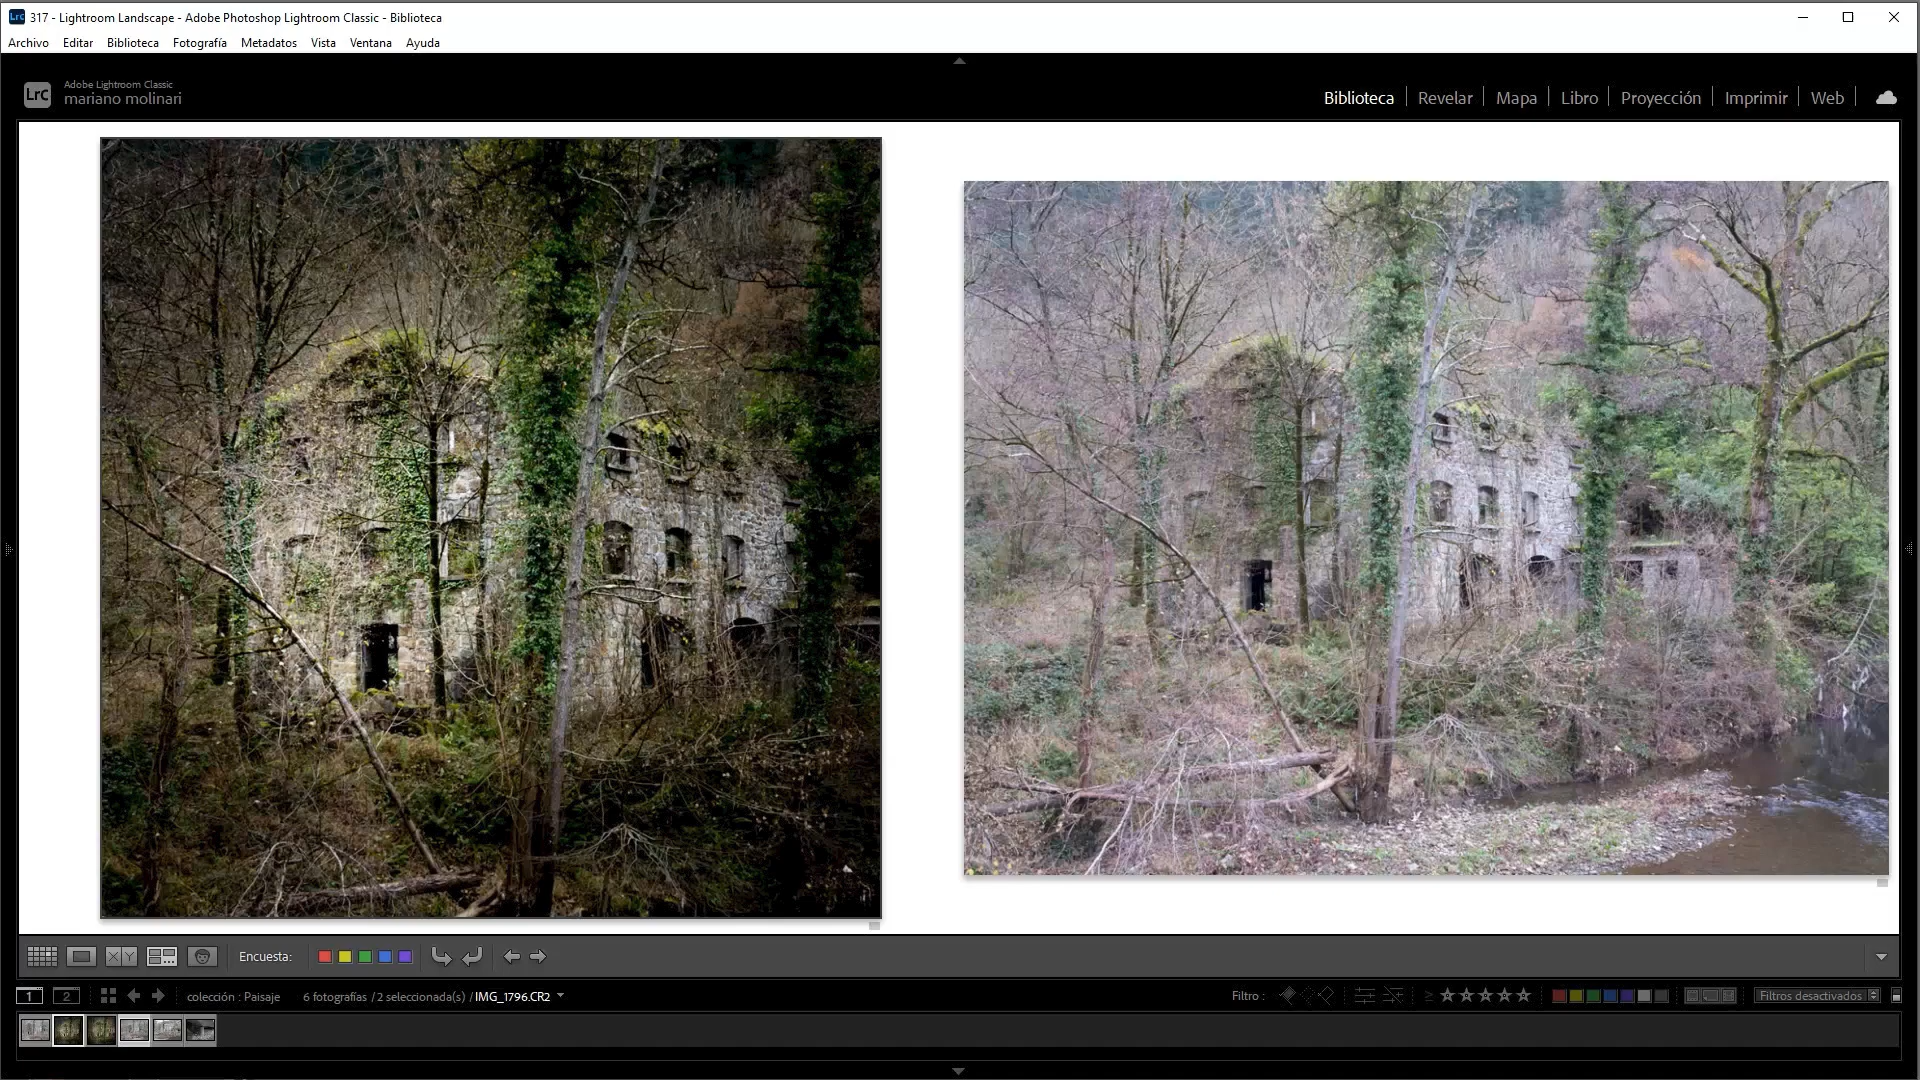 Lrc 317 - Lightroom Landscape - Adobe Photoshop Lightroom Classic - Biblioteca
Archivo Editar Biblioteca Fotografía Metadatos Vista Ventana Ayuda
LrC Adobe Lightroom Classic
mariano molinari
Biblioteca Revelar Mapa Libro Proyección Imprimir Web
X Y Encuesta:
1 2 colección : Paisaje 6 fotografías / 2 seleccionada(s) / IMG_1796.CR2 Filtro : ≥ Filtros desactivados